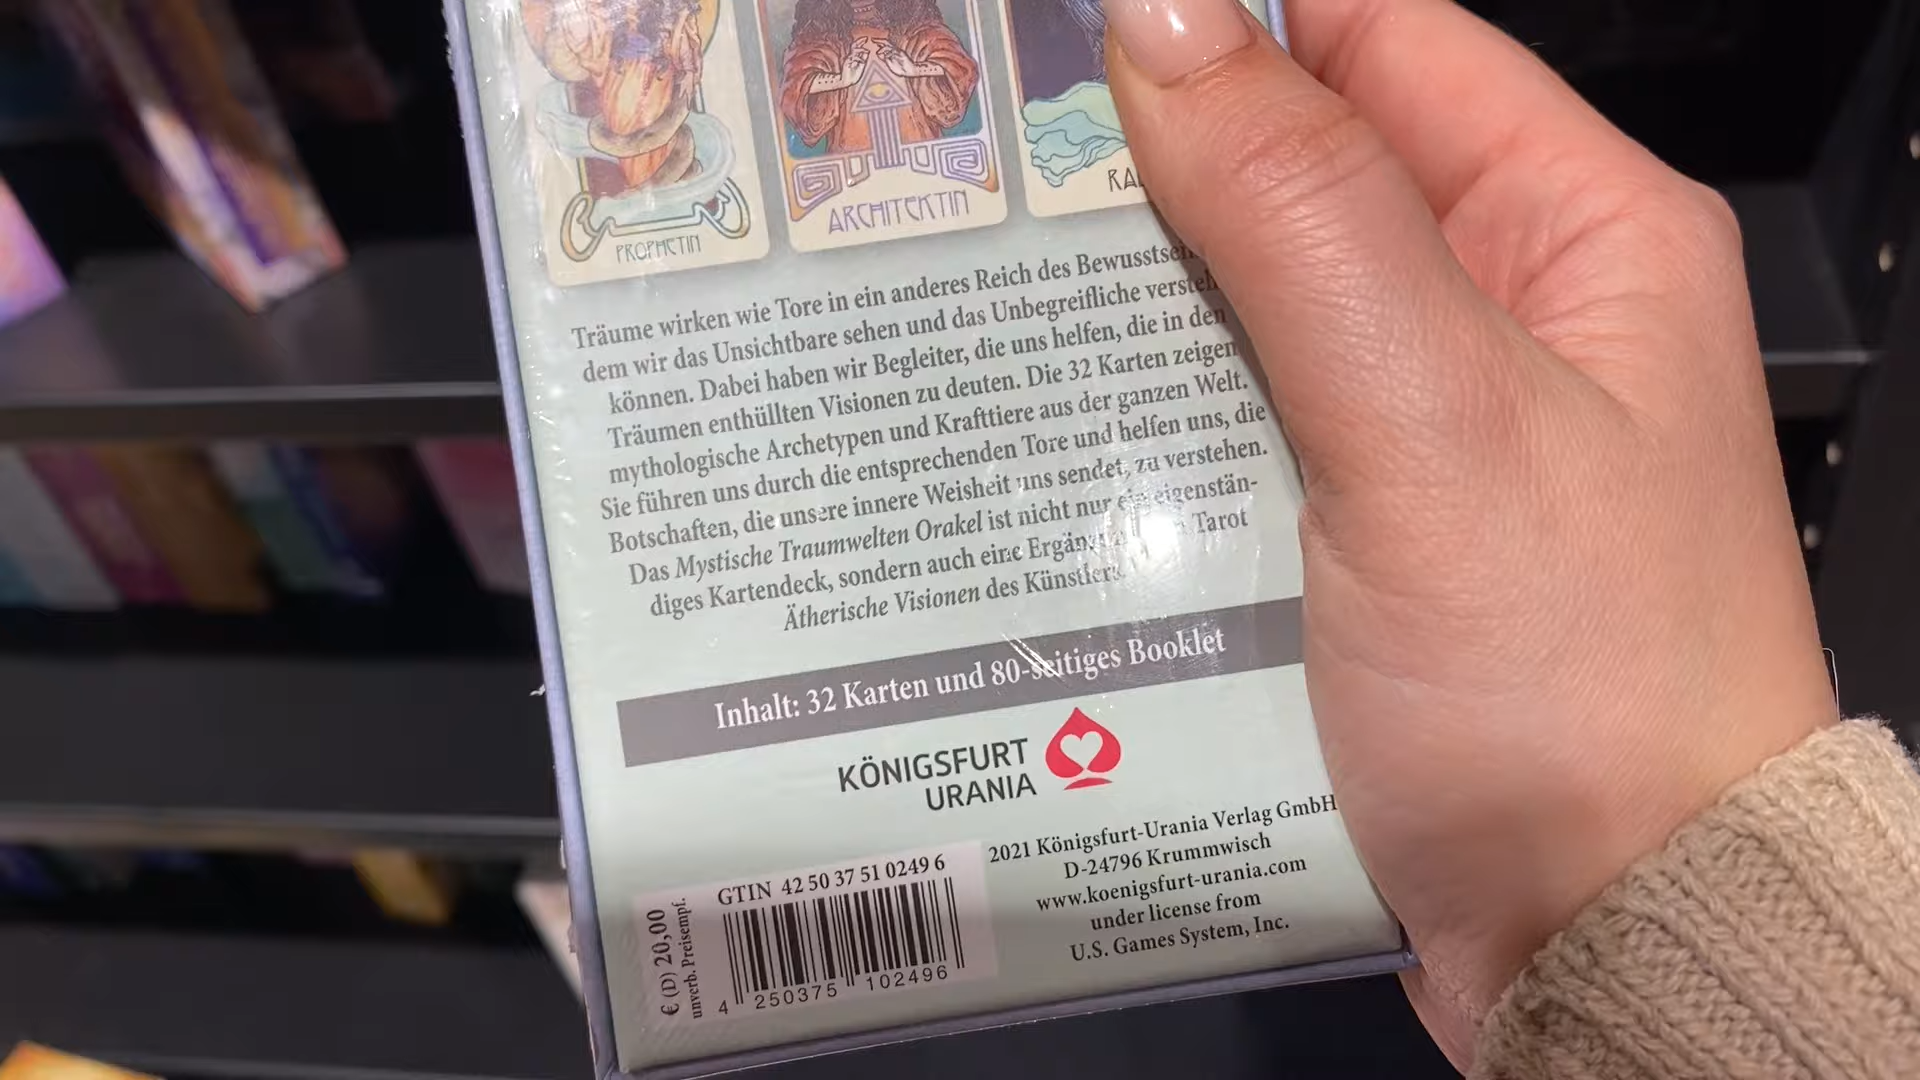 PROPHETIN
ARCHITEKTIN
Träume wirken wie Tore in ein anderes Reich des
dem wir das Unsichtbare sehen und das Unbegreifliche
können. Dabei haben wir Begleiter, die uns helfen, die in den
Träumen enthüllten Visionen zu deuten. Die 32 Karten zeigen
mythologische Archetypen und Krafttiere aus der ganzen Welt.
Sie führen uns durch die entsprechenden Tore und helfen uns, die
Botschaften, die unsere innere Weisheit uns sendet, zu verstehen.
Das Mystische Traumwelten Orakel ist nicht nur ein eigenstän-
diges Kartendeck, sondern auch eine Tarot
Ätherische Visionen des Künstlers
Inhalt: 32 Karten und 80-seitiges Booklet
KÖNIGSFURT
URANIA
2021 Königsfurt-Urania Verlag GmbH
D-24796 Krummwisch
www.koenigsfurt-urania.com
under license from
U.S. Games System, Inc.
GTIN 42 50 37 51 0249 6
4 250375 102496
€ (D) 20,00
unverb. Preisempf.